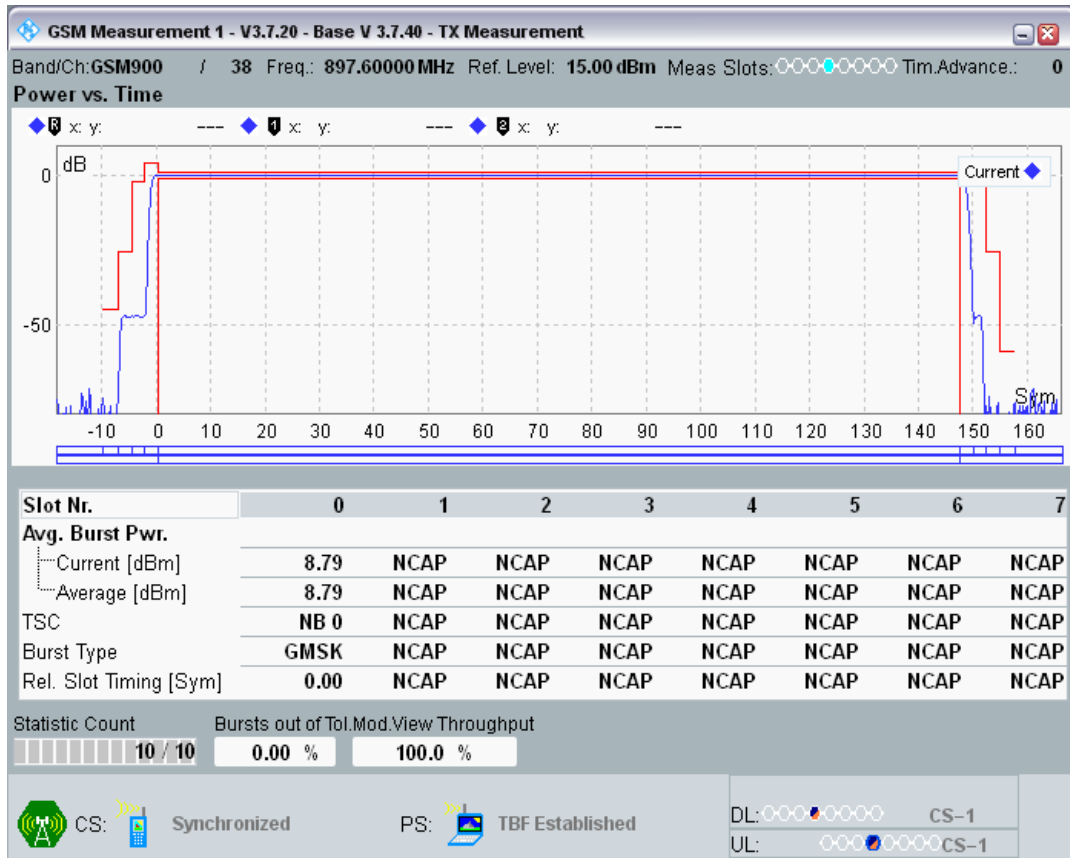 GSM Measurement 1 - V3.7.20 - Base V 3.7.40 - TX Measurement
Band/Ch:GSM900 / 38 Freq.: 897.60000 MHz Ref. Level: 15.00 dBm Meas Slots: Tim.Advance.: 0
Power vs. Time
R x: y: --- 1 x: y: --- 2 x: y: ---
dB
Current
0
-50
Sym
-10 0 10 20 30 40 50 60 70 80 90 100 110 120 130 140 150 160
Slot Nr. 0 1 2 3 4 5 6 7
Avg. Burst Pwr.
Current [dBm] 8.79 NCAP NCAP NCAP NCAP NCAP NCAP NCAP
Average [dBm] 8.79 NCAP NCAP NCAP NCAP NCAP NCAP NCAP
TSC NB 0 NCAP NCAP NCAP NCAP NCAP NCAP NCAP
Burst Type GMSK NCAP NCAP NCAP NCAP NCAP NCAP NCAP
Rel. Slot Timing [Sym] 0.00 NCAP NCAP NCAP NCAP NCAP NCAP NCAP
Statistic Count Bursts out of Tol. Mod.View Throughput
10 / 10 0.00 % 100.0 %
CS: Synchronized PS: TBF Established
DL: CS-1
UL: CS-1